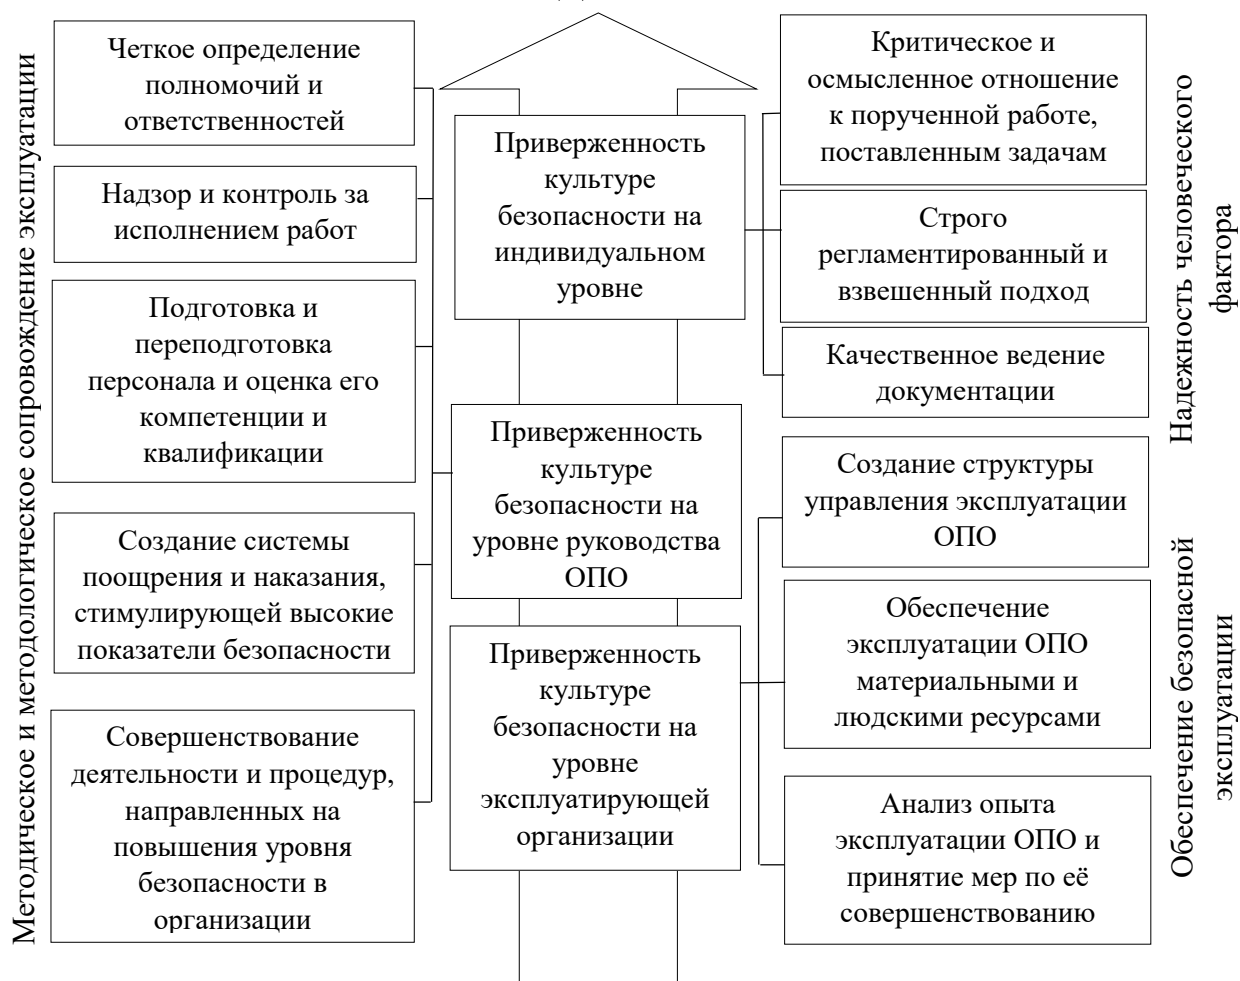 Методическое и методологическое сопровождение эксплуатации
Четкое определение
полномочий и
ответственностей
Надзор и контроль за
исполнением работ
Подготовка и
переподготовка
персонала и оценка его
компетенции и
квалификации
Создание системы
поощрения и наказания,
стимулирующей высокие
показатели безопасности
Совершенствование
деятельности и процедур,
направленных на
повышения уровня
безопасности в
организации
Приверженность
культуре
безопасности на
индивидуальном
уровне
Приверженность
культуре
безопасности на
уровне руководства
ОПО
Приверженность
культуре
безопасности на
уровне
эксплуатирующей
организации
Критическое и
осмысленное отношение
к порученной работе,
поставленным задачам
Строго
регламентированный и
взвешенный подход
Качественное ведение
документации
Создание структуры
управления эксплуатации
ОПО
Обеспечение
эксплуатации ОПО
материальными и
людскими ресурсами
Анализ опыта
эксплуатации ОПО и
принятие мер по её
совершенствованию
Надежность человеческого
фактора
Обеспечение безопасной
эксплуатации